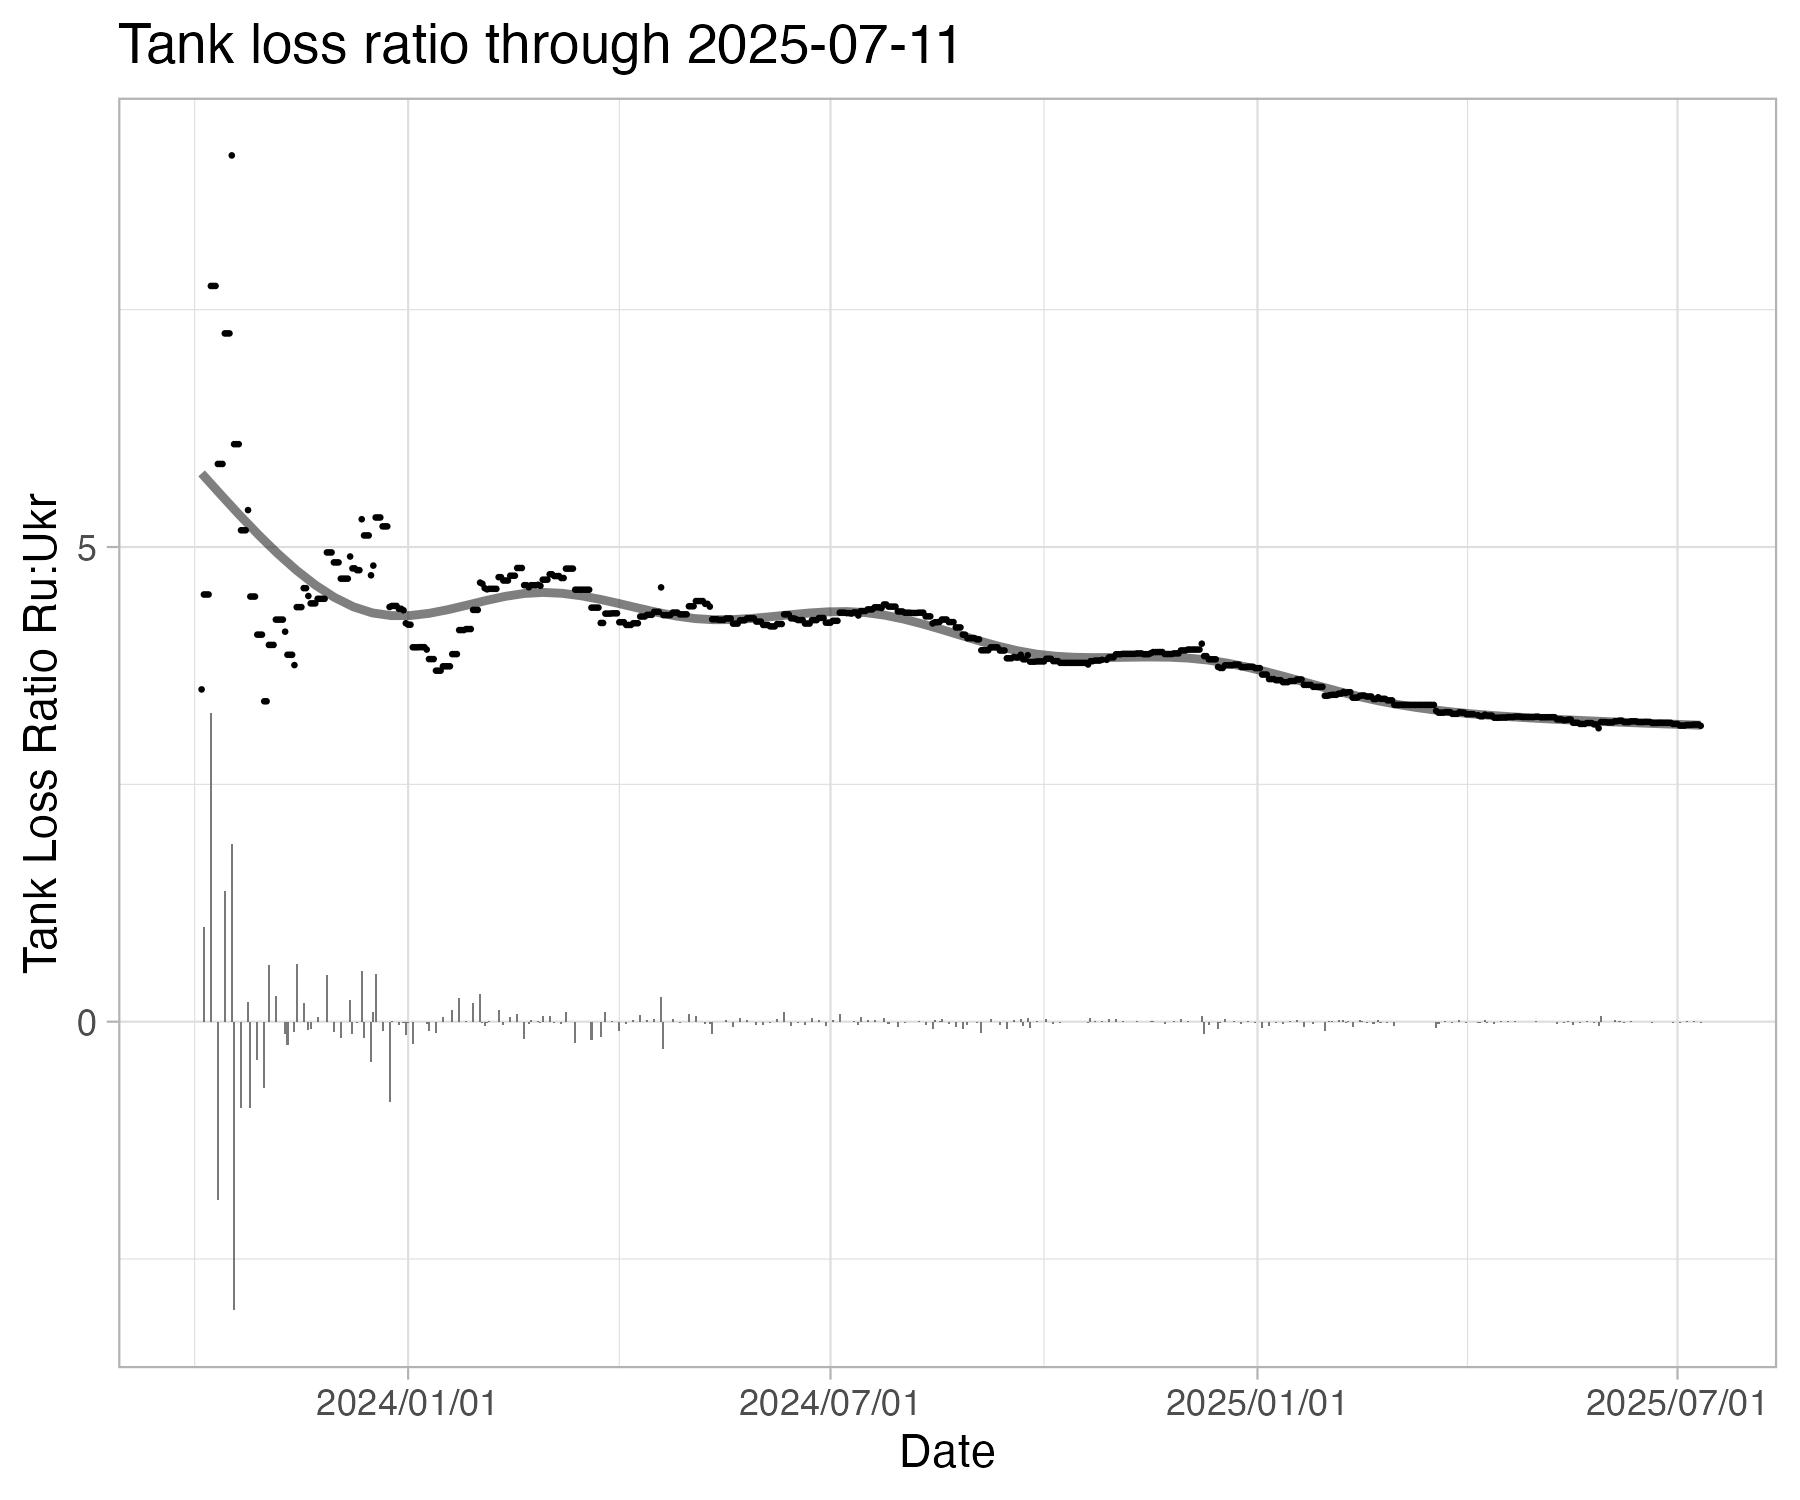 Tank loss ratio through 2025-07-11
Tank Loss Ratio Ru:Ukr
5
0
2024/01/01
2024/07/01
2025/01/01
2025/07/01
Date